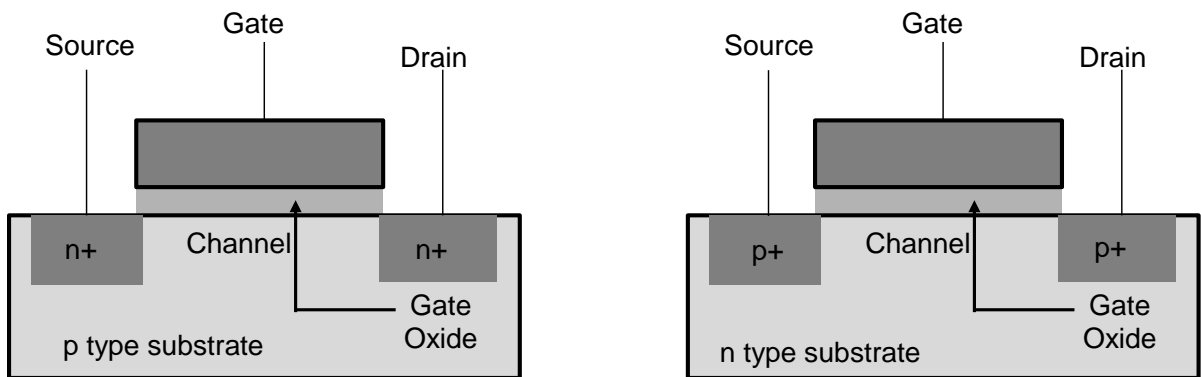 Gate
Source
Drain
n+
Channel
n+
Gate
Oxide
p type substrate
Gate
Source
Drain
p+
Channel
p+
Gate
Oxide
n type substrate